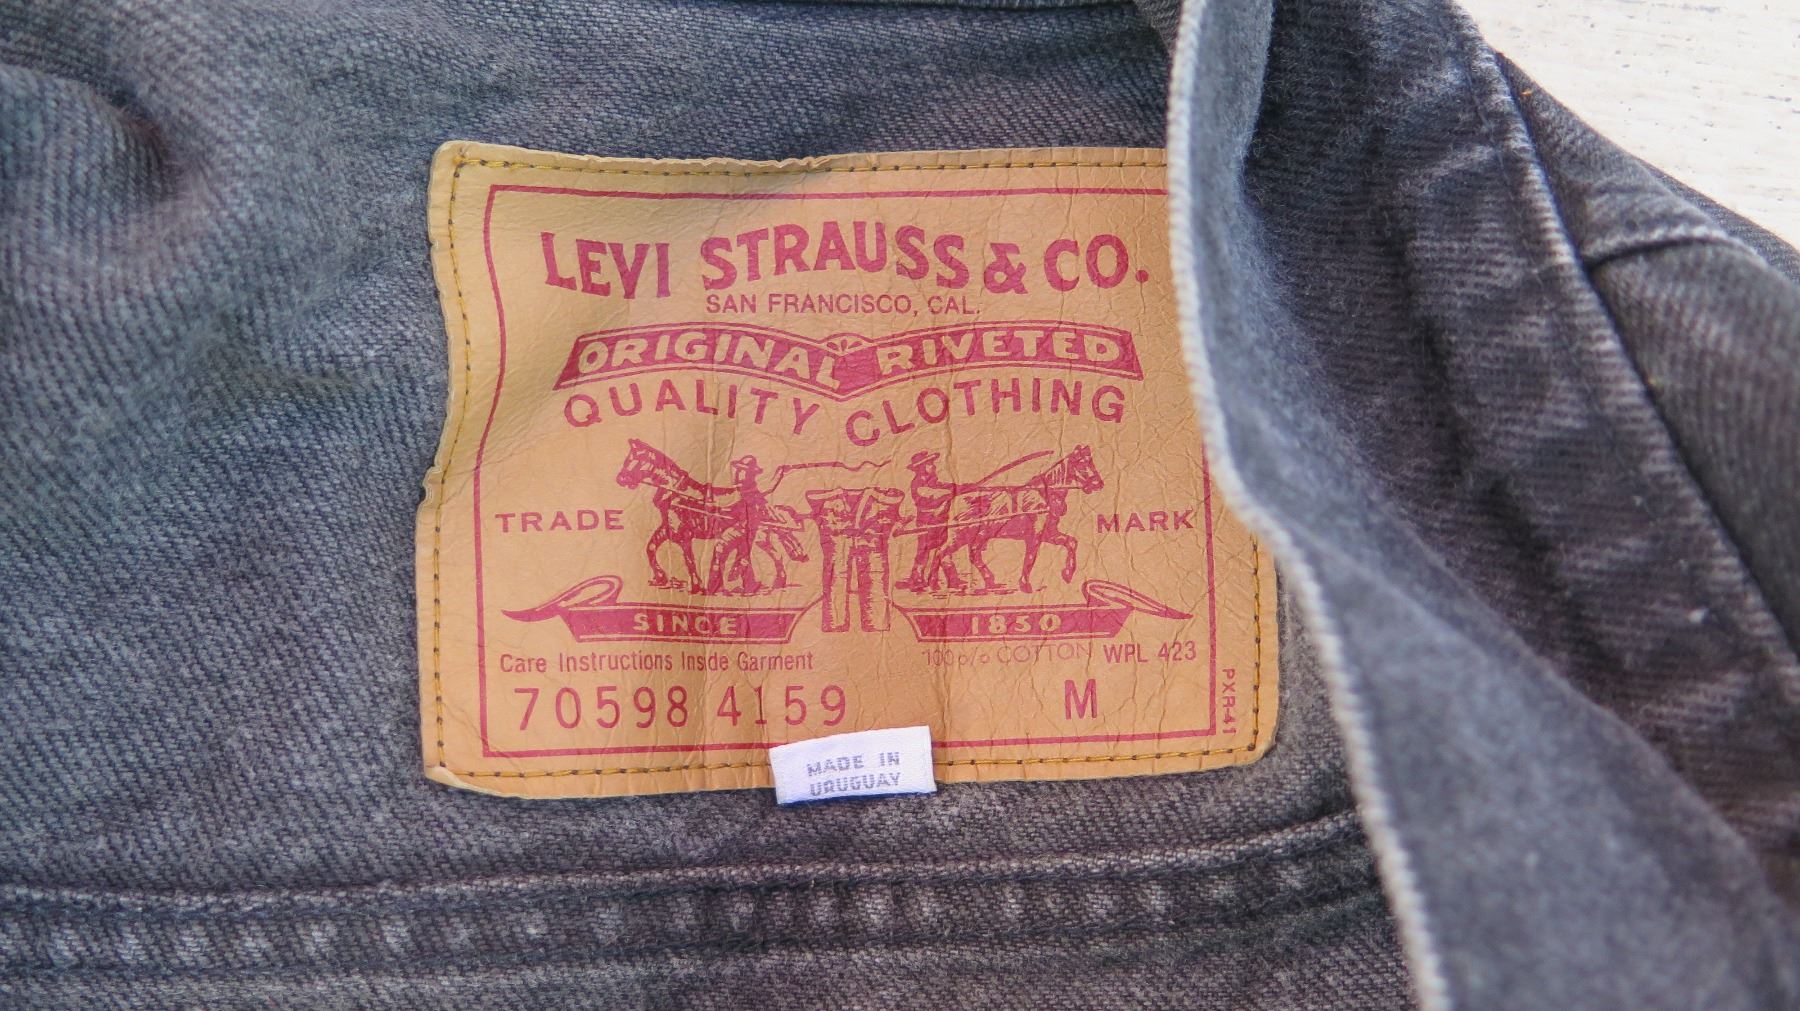 LEVI STRAUSS & CO.
SAN FRANCISCO, CAL.
ORIGINAL RIVETED
QUALITY CLOTHING
TRADE MARK
SINCE 1850
Care Instructions Inside Garment 100% COTTON WPL 423
70598 4159 M
PXR41
MADE IN
URUGUAY